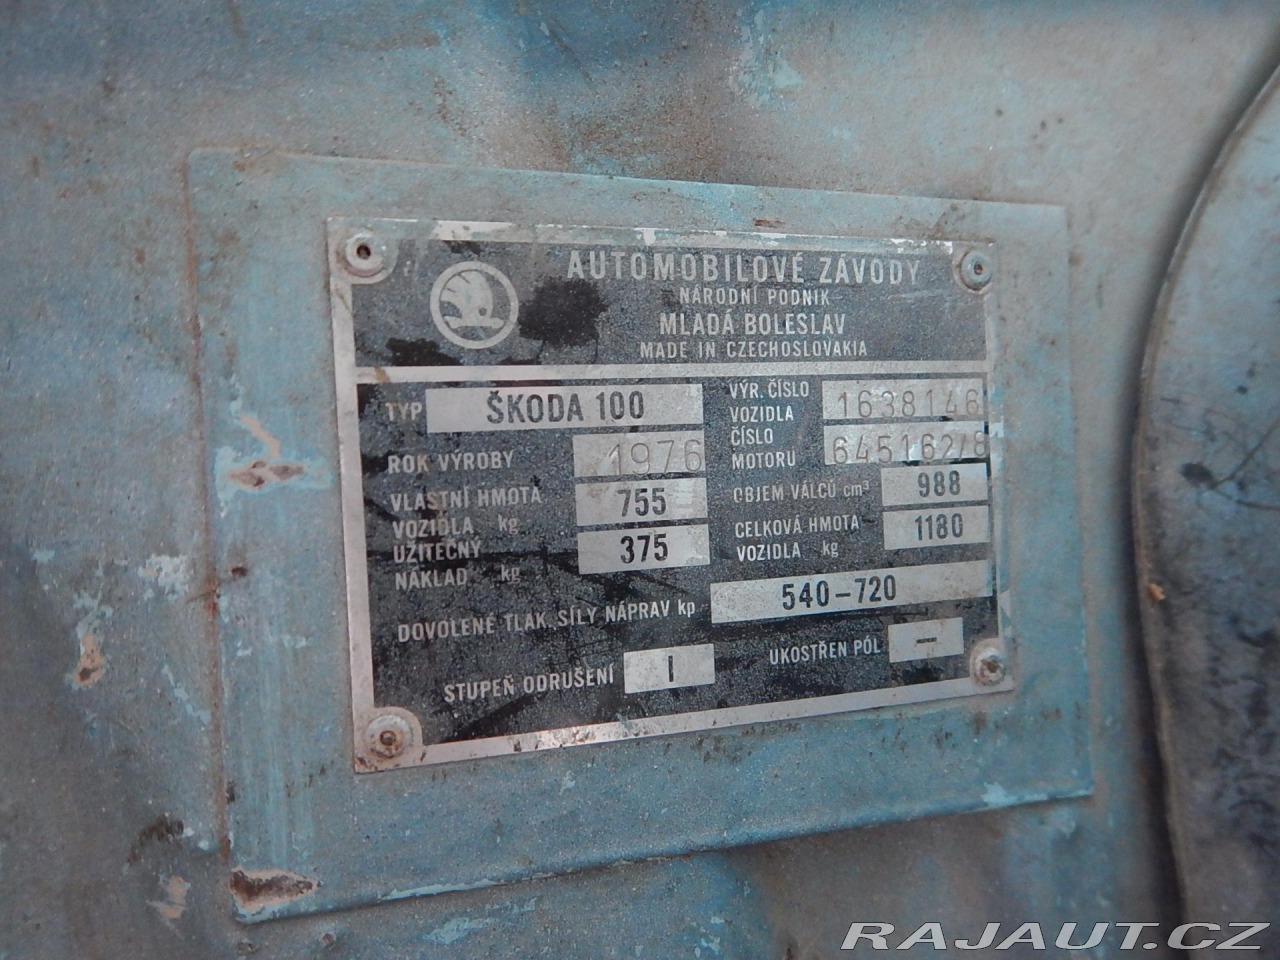 AUTOMOBILOVÉ ZÁVODY
NÁRODNÍ PODNIK
MLADÁ BOLESLAV
MADE IN CZECHOSLOVAKIA
TYP ŠKODA 100
ROK VÝROBY 1976
VLASTNÍ HMOTA
VOZIDLA kg 755
UŽITEČNÝ
NÁKLAD kg 375
VÝR. ČÍSLO
VOZIDLA 1638146
ČÍSLO
MOTORU 645162/8
OBJEM VÁLCŮ cm³ 988
CELKOVÁ HMOTA
VOZIDLA kg 1180
DOVOLENÉ TLAK. SÍLY NÁPRAV kp 540-720
STUPEŇ ODRUŠENÍ I
UKOSTŘEN PÓL -
RAJAUT.CZ